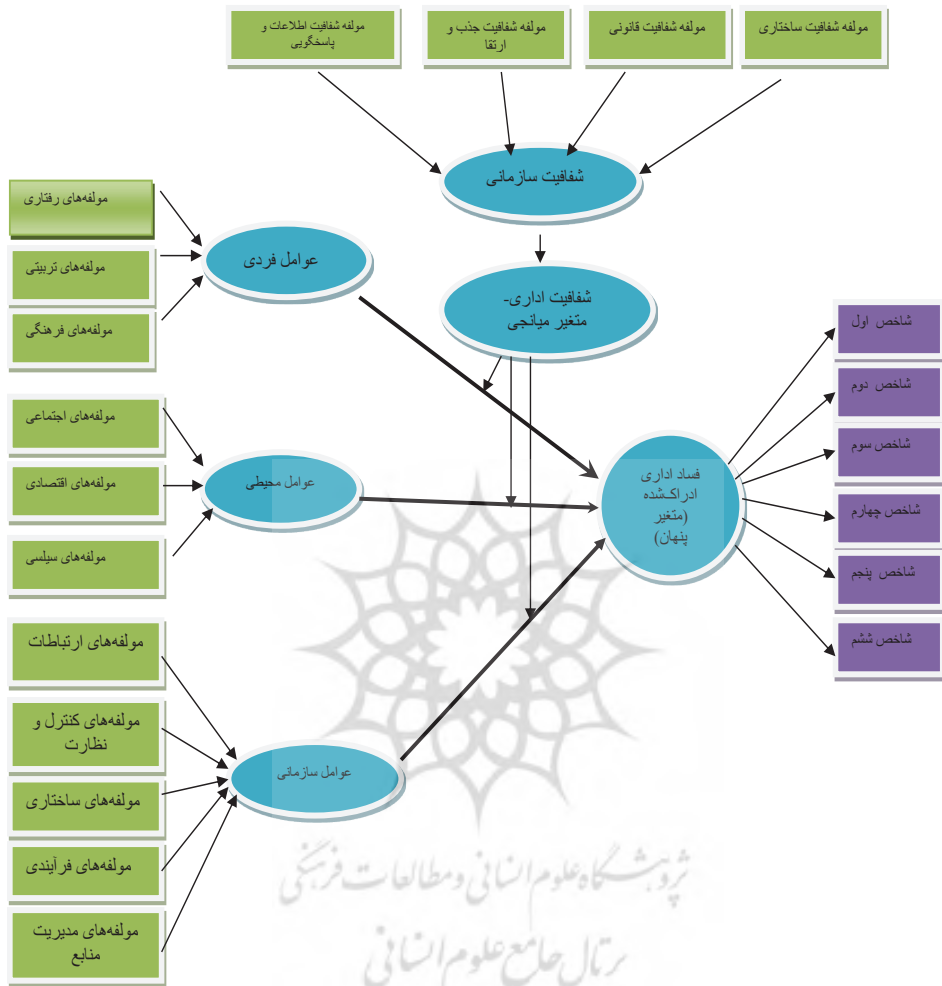 مولفه شفافیت ساختاری
مولفه شفافیت قانونی
مولفه شفافیت جذب و
ارتقا
مولفه شفافیت اطلاعات و
پاسخگویی
شفافیت سازمانی
شفافیت اداری-
متغیر میانجی
مولفه‌های رفتاری
مولفه‌های تربیتی
مولفه‌های فرهنگی
عوامل فردی
مولفه‌های اجتماعی
مولفه‌های اقتصادی
مولفه‌های سیلسی
عوامل محیطی
مولفه‌های ارتباطات
مولفه‌های کنترل و
نظارت
مولفه‌های ساختاری
مولفه‌های فرآیندی
مولفه‌های مدیریت
منابع
عوامل سازمانی
فساد اداری
ادراک‌شده
(متغیر
پنهان)
شاخص اول
شاخص دوم
شاخص سوم
شاخص چهارم
شاخص پنجم
شاخص ششم
پژوهشگاه علوم انسانی و مطالعات فرهنگی
پرتال جامع علوم انسانی